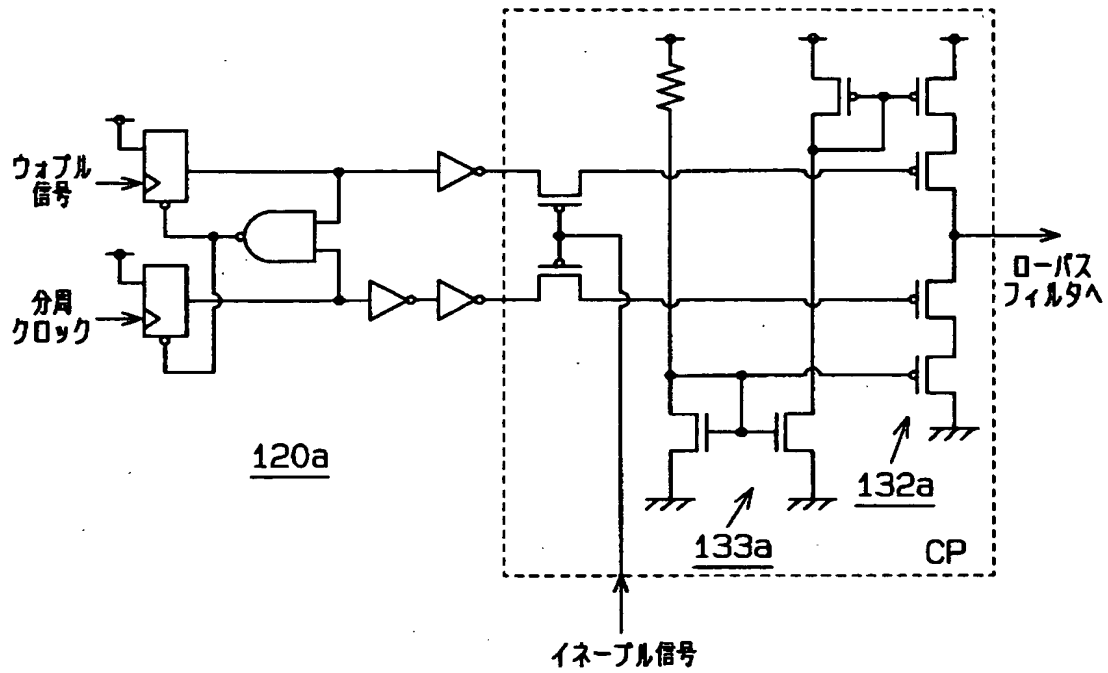 ウォブル
信号
分周
クロック
120a
ローパス
フィルタへ
132a
133a
CP
イネーブル信号